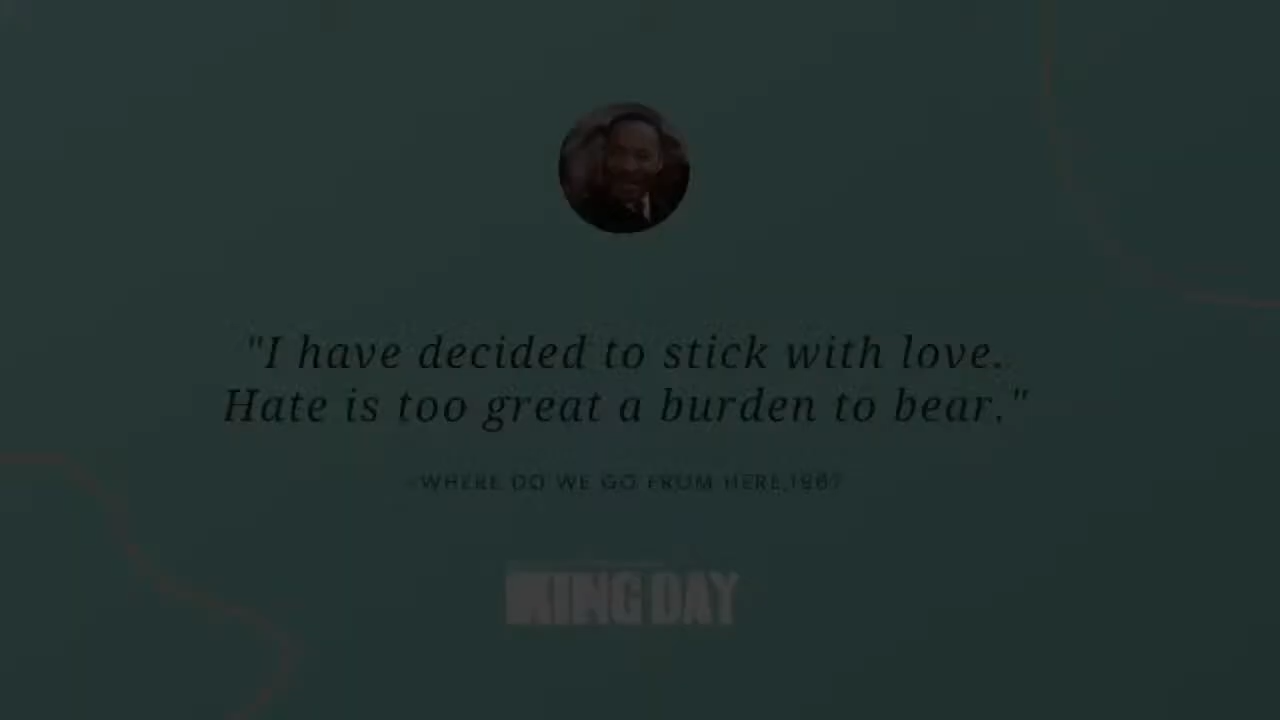 "I have decided to stick with love.
Hate is too great a burden to bear."
-WHERE DO WE GO FROM HERE,1967
KING DAY